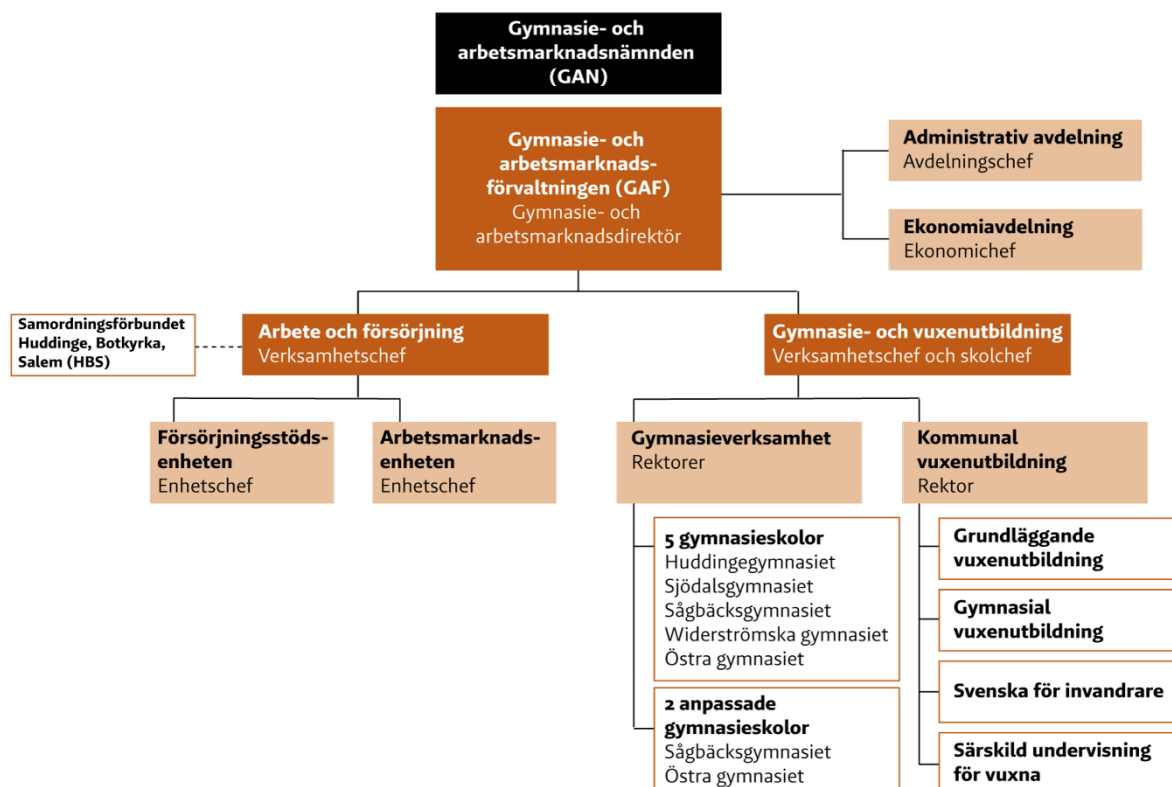 Gymnasie- och
arbetsmarknadsnämnden
(GAN)
Gymnasie- och
arbetsmarknads-
förvaltningen (GAF)
Gymnasie- och
arbetsmarknadsdirektör
Administrativ avdelning
Avdelningschef
Ekonomiavdelning
Ekonomichef
Samordningsförbundet
Huddinge, Botkyrka,
Salem (HBS)
Arbete och försörjning
Verksamhetschef
Gymnasie- och vuxenutbildning
Verksamhetschef och skolchef
Försörjningsstöds-
enheten
Enhetschef
Arbetsmarknads-
enheten
Enhetschef
Gymnasieverksamhet
Rektorer
Kommunal
vuxenutbildning
Rektor
5 gymnasieskolor
Huddingegymnasiet
Sjödalsgymnasiet
Sågbäcksgymnasiet
Widerströmska gymnasiet
Östra gymnasiet
2 anpassade
gymnasieskolor
Sågbäcksgymnasiet
Östra gymnasiet
Grundläggande
vuxenutbildning
Gymnasial
vuxenutbildning
Svenska för invandrare
Särskild undervisning
för vuxna